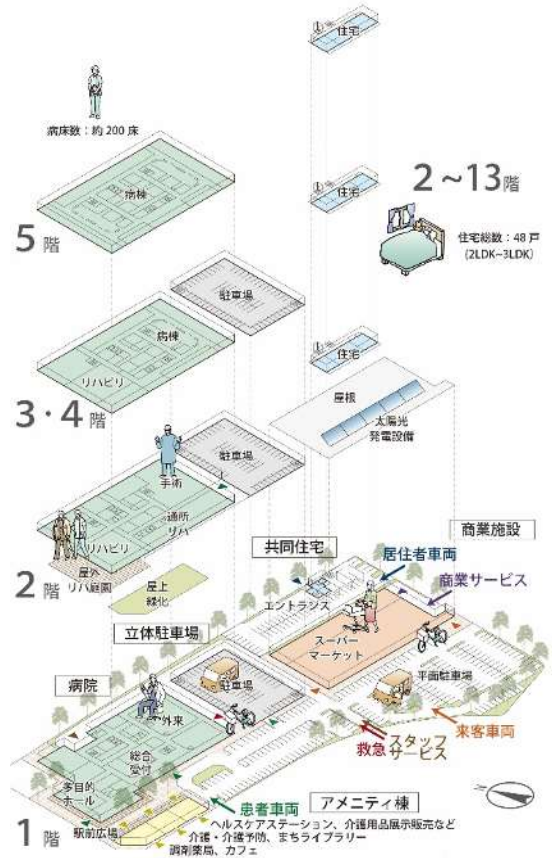 住宅
病床数：約200床
病棟
5階
住宅
2～13階
住宅総数：48戸
(2LDK~3LDK)
駐車場
病棟
リハビリ
3・4階
住宅
屋根
太陽光
発電設備
駐車場
手術
通所
リハ
リハビリ
屋外
リハ庭園
2階
屋上
緑化
商業施設
共同住宅
居住者車両
商業サービス
エントランス
スーパー
マーケット
立体駐車場
駐車場
平面駐車場
病院
外来
来客車両
スタッフ
サービス
救急
総合
受付
多目的
ホール
患者車両
アメニティ棟
駅前広場
1階
ヘルスケアステーション、介護用品展示販売など
介護・介護予防、まちライブラリー
調剤薬局、カフェ